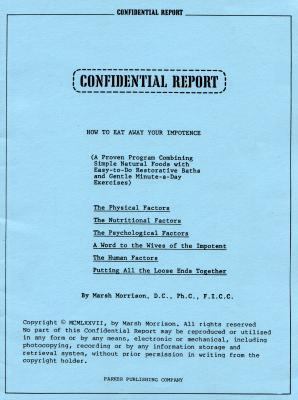 CONFIDENTIAL REPORT
CONFIDENTIAL REPORT
HOW TO EAT AWAY YOUR IMPOTENCE
(A Proven Program Combining
Simple Natural Foods with
Easy-to-Do Restorative Baths
and Gentle Minute-a-Day
Exercises)
The Physical Factors
The Nutritional Factors
The Psychological Factors
A Word to the Wives of the Impotent
The Human Factors
Putting All the Loose Ends Together
By Marsh Morrison, D.C., Ph.C., F.I.C.C.
Copyright © MCMLXXVII, by Marsh Morrison. All rights reserved
No part of this Confidential Report may be reproduced or utilised
in any form or by any means, electronic or mechanical, including
photocopying, recording or by any information storage and
retrieval system, without prior permission in writing from the
copyright holder.
PARKER PUBLISHING COMPANY